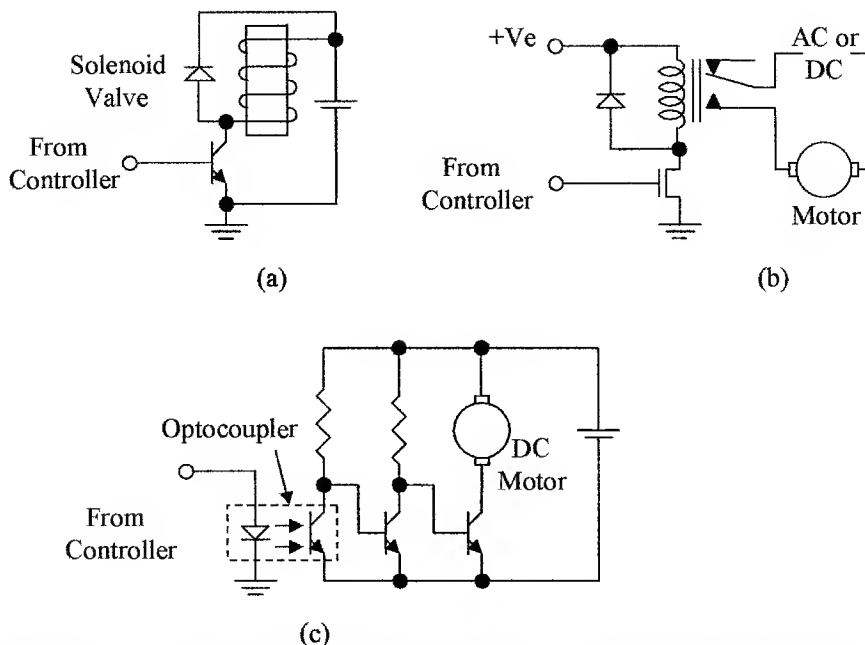 Solenoid
Valve
From
Controller
(a)
+Ve
AC or
DC
From
Controller
Motor
(b)
Optocoupler
DC
Motor
From
Controller
(c)